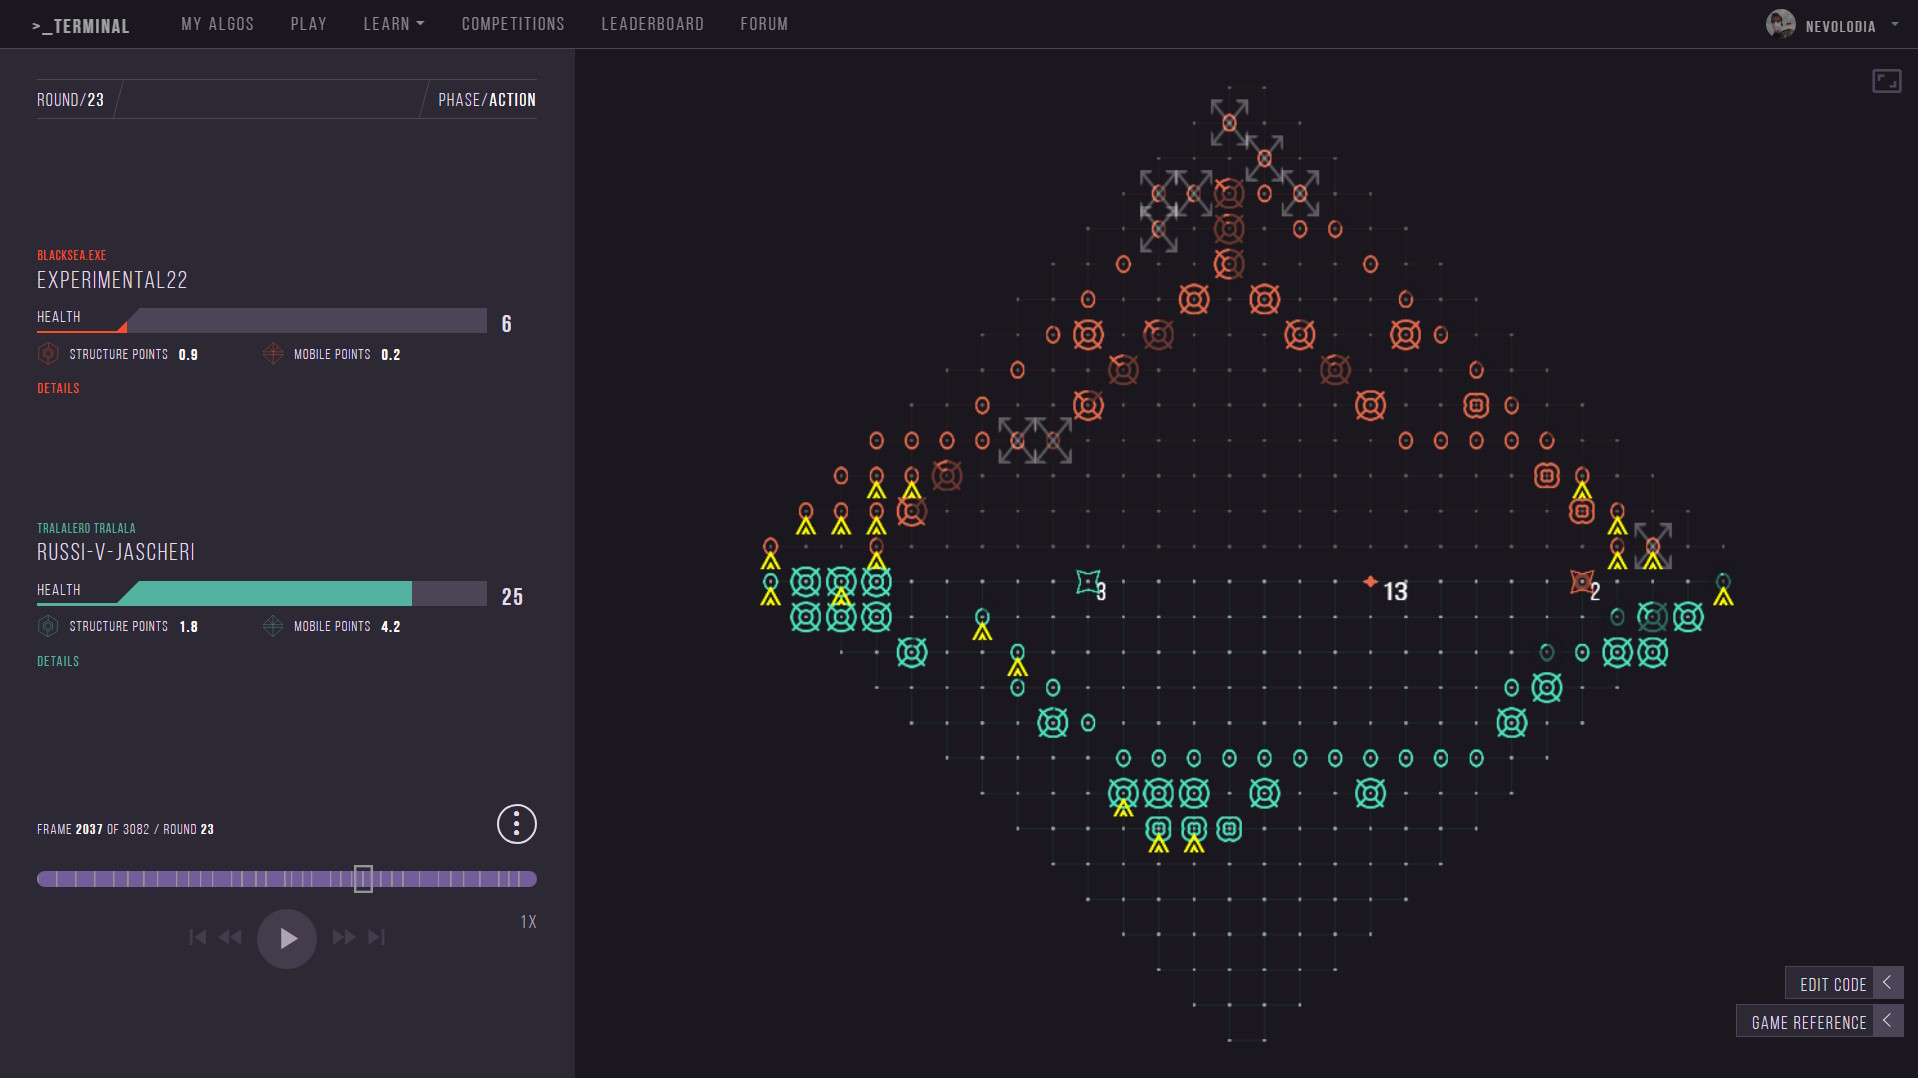 >_TERMINAL MY ALGOS PLAY LEARN COMPETITIONS LEADERBOARD FORUM NEVOLODIA
ROUND/23 PHASE/ACTION
BLACKSEA.EXE
EXPERIMENTAL22
HEALTH 6
STRUCTURE POINTS 0.9 MOBILE POINTS 0.2
DETAILS
TRALALERO TRALALA
RUSSI-V-JASCHERI
HEALTH 25
STRUCTURE POINTS 1.8 MOBILE POINTS 4.2
DETAILS
FRAME 2037 OF 3082 / ROUND 23
1X
3 13 2
EDIT CODE
GAME REFERENCE